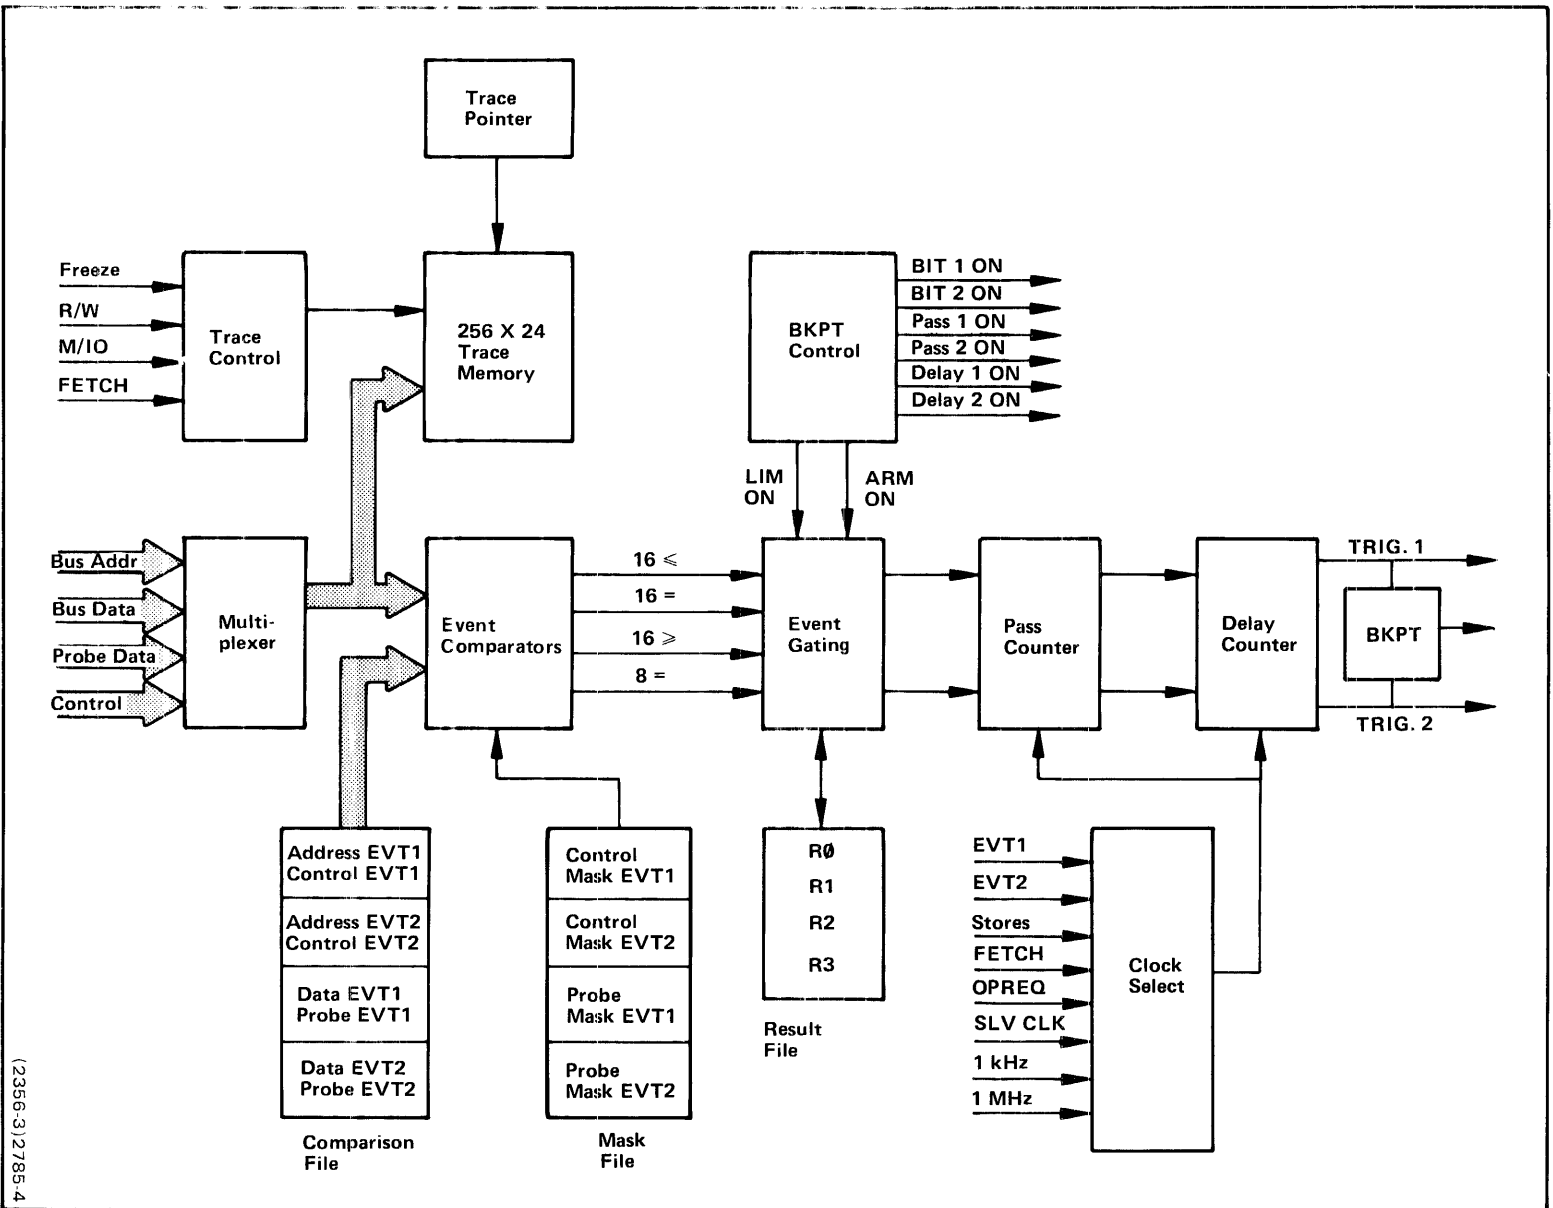 Trace
Pointer
Freeze
R/W
M/IO
FETCH
Trace
Control
256 X 24
Trace
Memory
BKPT
Control
BIT 1 ON
BIT 2 ON
Pass 1 ON
Pass 2 ON
Delay 1 ON
Delay 2 ON
LIM
ON
ARM
ON
Bus Addr
Bus Data
Probe Data
Control
Multi-
plexer
Event
Comparators
16 ⩽
16 =
16 ⩾
8 =
Event
Gating
Pass
Counter
Delay
Counter
TRIG. 1
BKPT
TRIG. 2
Address EVT1
Control EVT1
Address EVT2
Control EVT2
Data EVT1
Probe EVT1
Data EVT2
Probe EVT2
Comparison
File
Control
Mask EVT1
Control
Mask EVT2
Probe
Mask EVT1
Probe
Mask EVT2
Mask
File
RØ
R1
R2
R3
Result
File
EVT1
EVT2
Stores
FETCH
OPREQ
SLV CLK
1 kHz
1 MHz
Clock
Select
(2356-3)2785-4